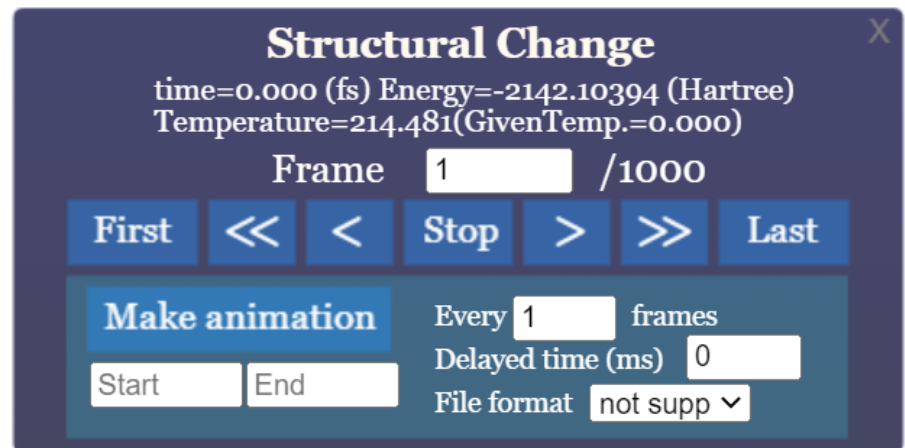 X
Structural Change
time=0.000 (fs) Energy=-2142.10394 (Hartree)
Temperature=214.481(GivenTemp.=0.000)
Frame 1 /1000
First << < Stop > >> Last
Make animation
Start End
Every 1 frames
Delayed time (ms) 0
File format not supp